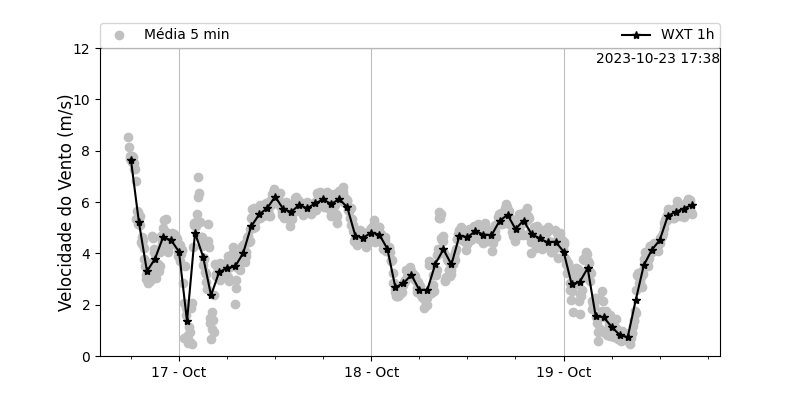 Média 5 min WXT 1h
2023-10-23 17:38
Velocidade do Vento (m/s)
12
10
8
6
4
2
0
17 - Oct 18 - Oct 19 - Oct